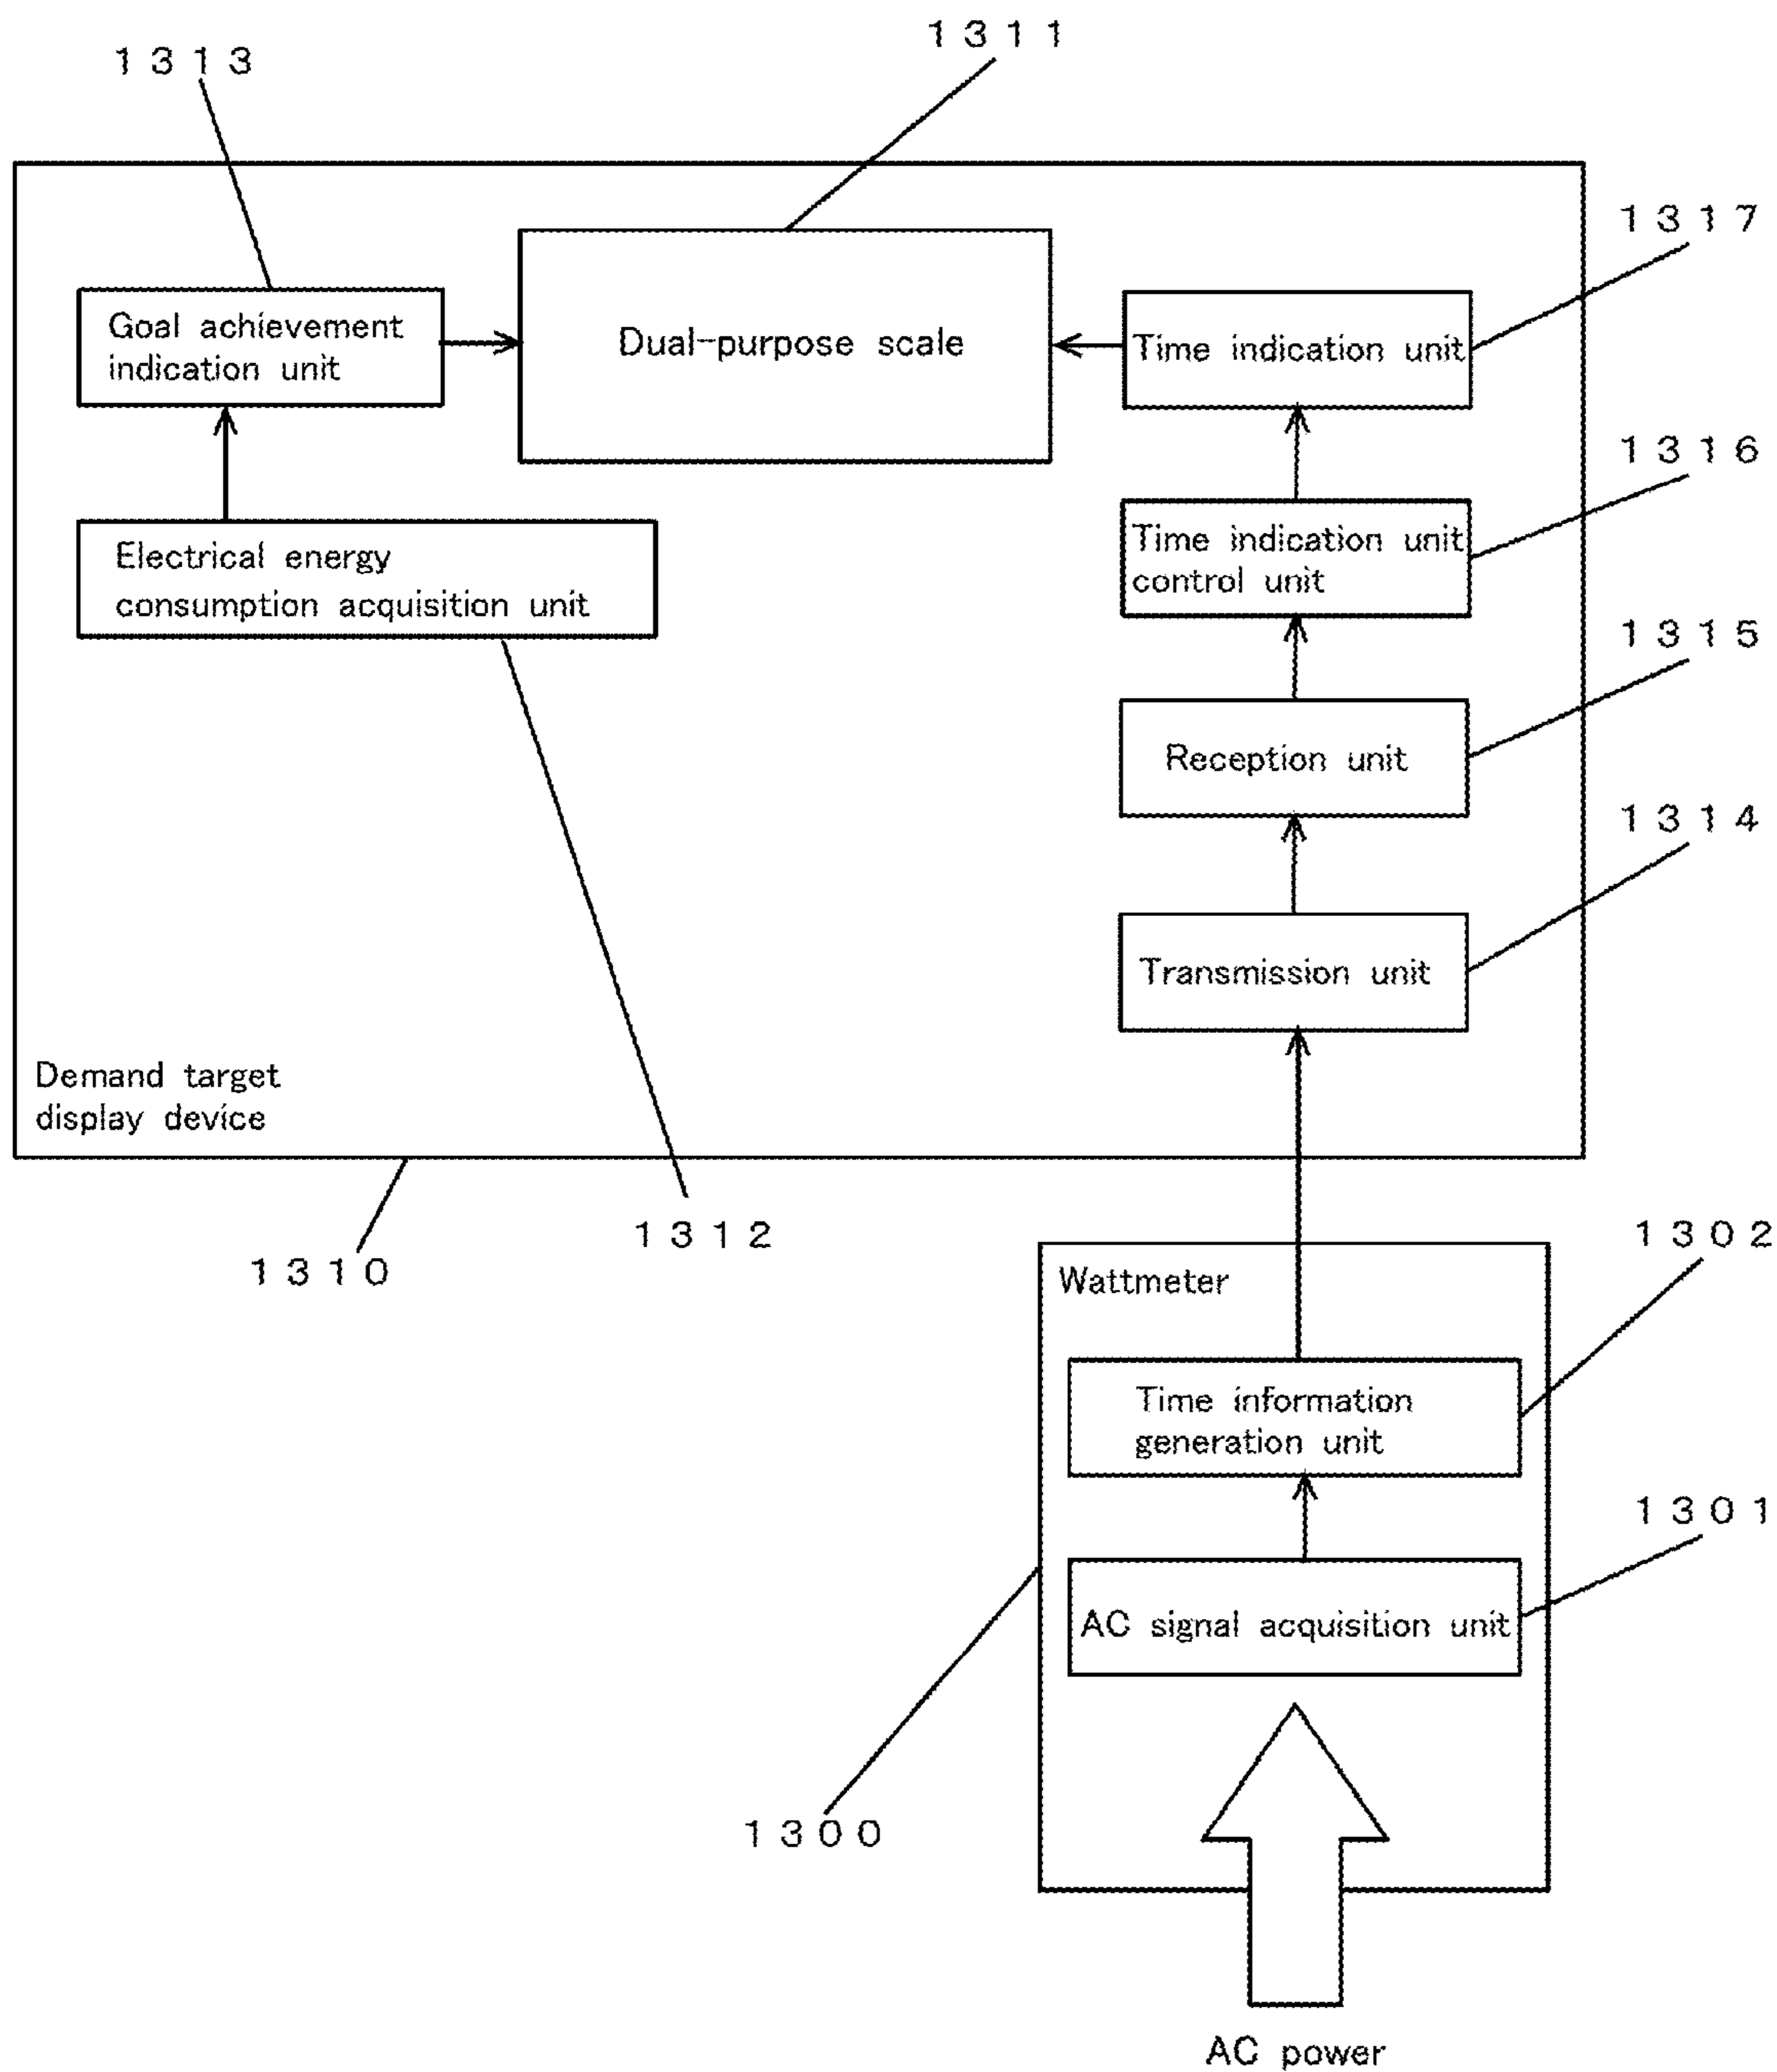 1313
1311
1317
Goal achievement
indication unit
Dual-purpose scale
Time indication unit
1316
Electrical energy
consumption acquisition unit
Time indication unit
control unit
1315
Reception unit
1314
Transmission unit
Demand target
display device
1312
1310
1302
Wattmeter
Time information
generation unit
1301
AC signal acquisition unit
1300
AC power